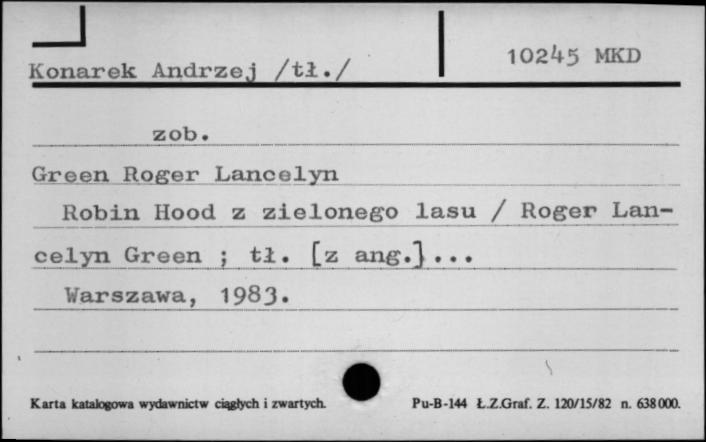 10245 MKD
Konarek Andrzej /tł./
zob.
Green Roger Lancelyn
Robin Hood z zielonego lasu / Roger Lan-
celyn Green ; tł. [z ang.]...
Warszawa, 1983.
Karta katalogowa wydawnictw ciągłych i zwartych. Pu-B-144 Ł.Z.Graf. Z. 120/15/82 n. 638000.